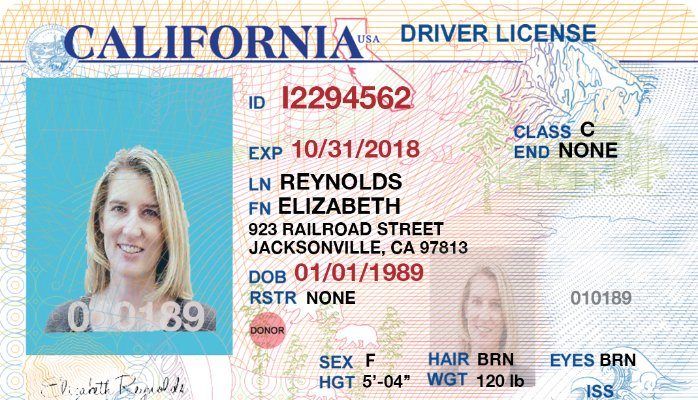 CALIFORNIA USA DRIVER LICENSE
ID I2294562
CLASS C
EXP 10/31/2018
END NONE
LN REYNOLDS
FN ELIZABETH
923 RAILROAD STREET
JACKSONVILLE, CA 97813
DOB 01/01/1989
RSTR NONE
010189
010189
DONOR
SEX F HAIR BRN EYES BRN
HGT 5'-04" WGT 120 lb
ISS
Elizabeth Reynolds